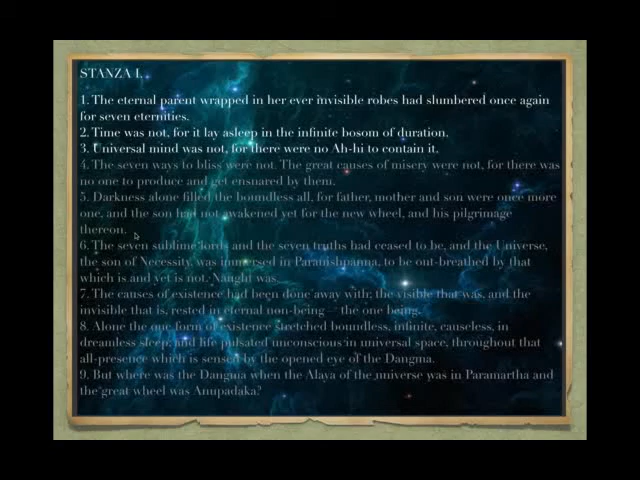 STANZA I.
1. The eternal parent wrapped in her ever invisible robes had slumbered once again
for seven eternities.
2. Time was not, for it lay asleep in the infinite bosom of duration.
3. Universal mind was not, for there were no Ah-hi to contain it.
4. The seven ways to bliss were not. The great causes of misery were not, for there was
no one to produce and get ensnared by them.
5. Darkness alone filled the boundless all, for father, mother and son were once more
one, and the son had not awakened yet for the new wheel, and his pilgrimage
thereon.
6. The seven sublime lords and the seven truths had ceased to be, and the Universe,
the son of Necessity, was immersed in Paranishpanna, to be out-breathed by that
which is and yet is not. Naught was.
7. The causes of existence had been done away with; the visible that was, and the
invisible that is, rested in eternal non-being — the one being.
8. Alone the one form of existence stretched boundless, infinite, causeless, in
dreamless sleep; and life pulsated unconscious in universal space, throughout that
all-presence which is sensed by the opened eye of the Dangma.
9. But where was the Dangma when the Alaya of the universe was in Paramartha and
the great wheel was Anupadaka?